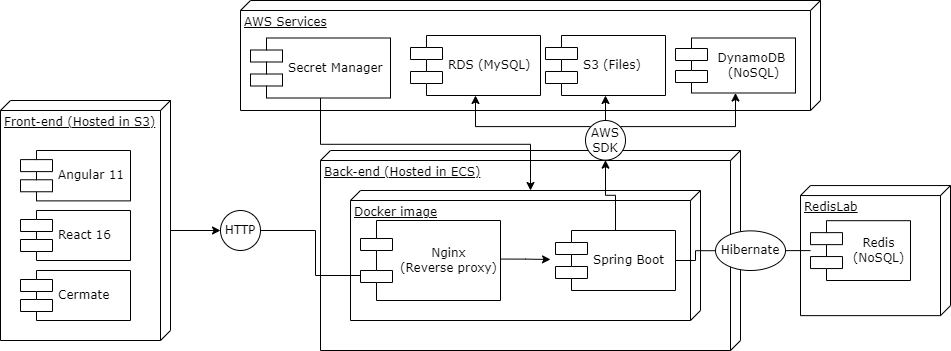 AWS Services
Secret Manager
RDS (MySQL)
S3 (Files)
DynamoDB
(NoSQL)
Front-end (Hosted in S3)
Angular 11
React 16
Cermate
HTTP
AWS
SDK
Back-end (Hosted in ECS)
Docker image
Nginx
(Reverse proxy)
Spring Boot
Hibernate
RedisLab
Redis
(NoSQL)